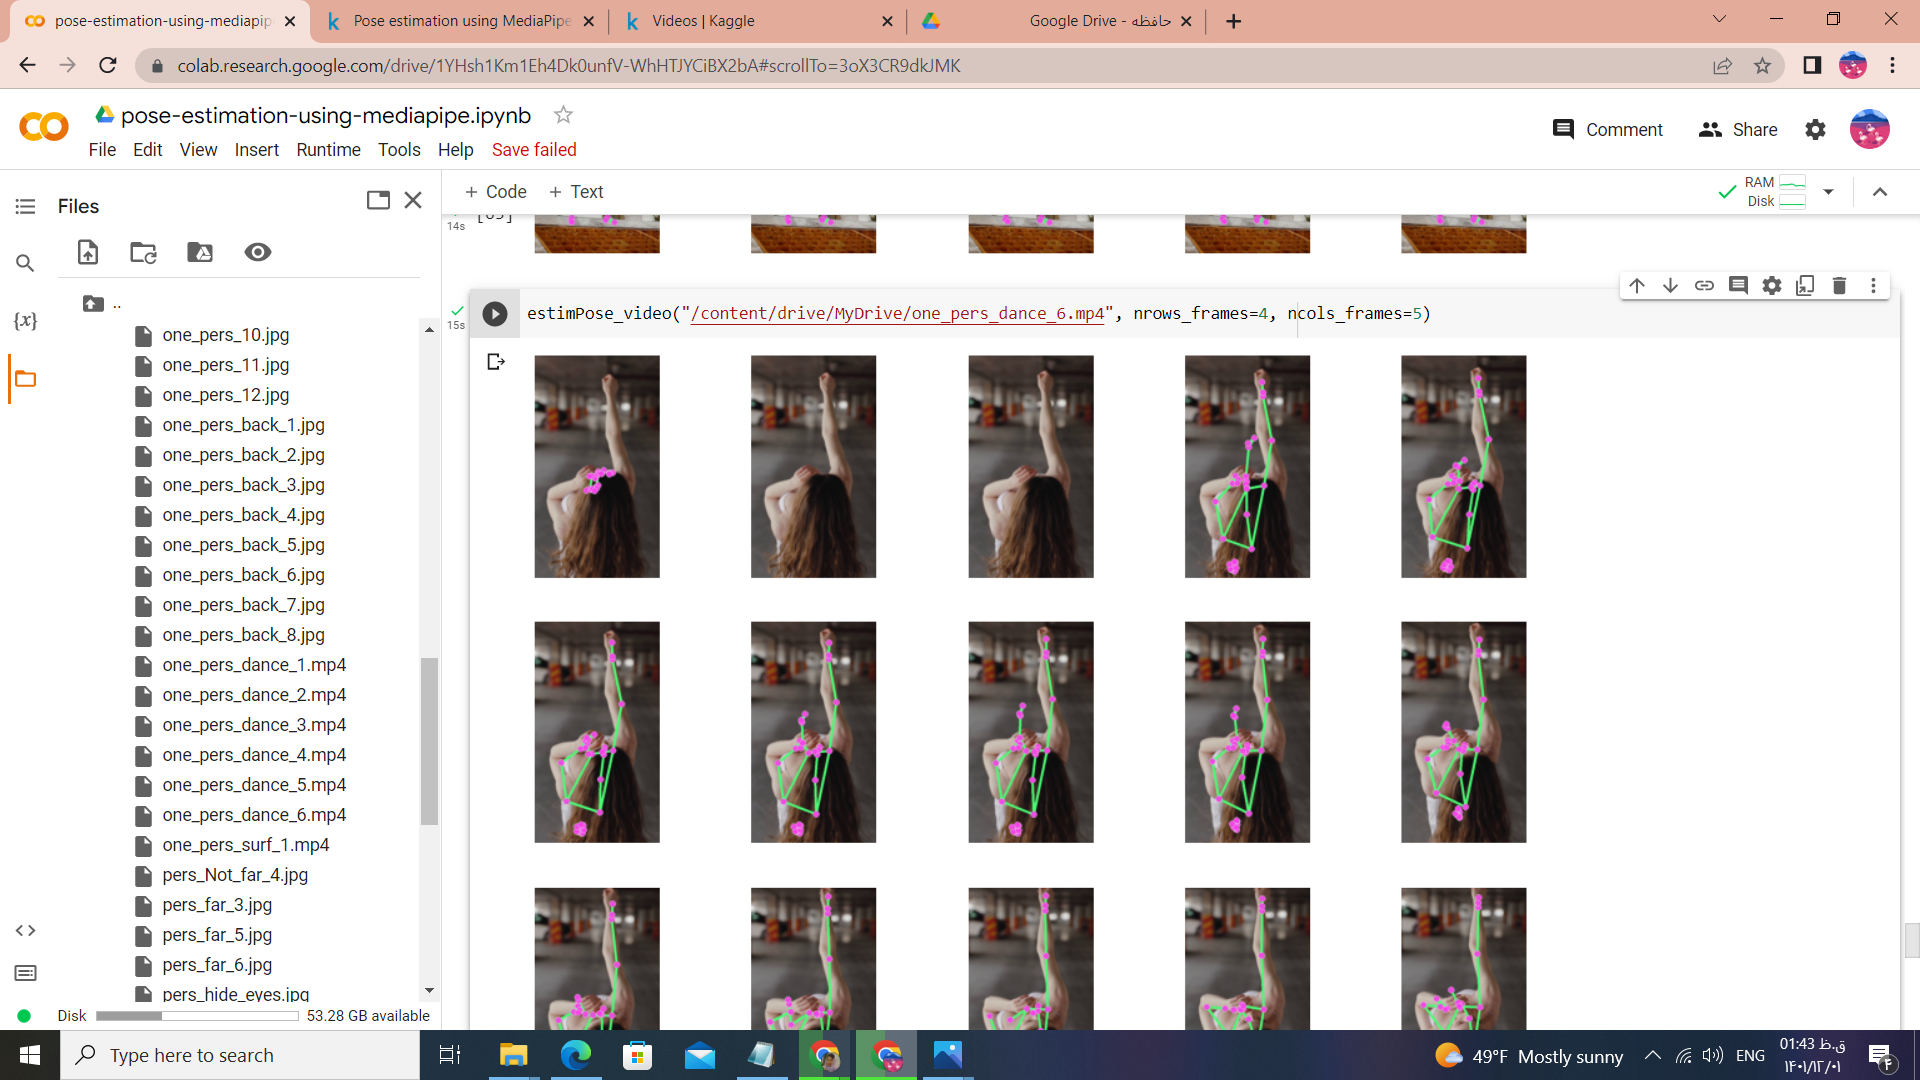 pose-estimation-using-mediapip
Pose estimation using MediaPipe
Videos | Kaggle
حافظه - Google Drive
colab.research.google.com/drive/1YHsh1Km1Eh4Dk0unfV-WhHTJYCiBX2bA#scrollTo=3oX3CR9dkJMK
pose-estimation-using-mediapipe.ipynb
Comment
Share
File Edit View Insert Runtime Tools Help Save failed
Files
+ Code + Text
RAM
Disk
14s
..
{x}
15s
estimPose_video("/content/drive/MyDrive/one_pers_dance_6.mp4", nrows_frames=4, ncols_frames=5)
one_pers_10.jpg
one_pers_11.jpg
one_pers_12.jpg
one_pers_back_1.jpg
one_pers_back_2.jpg
one_pers_back_3.jpg
one_pers_back_4.jpg
one_pers_back_5.jpg
one_pers_back_6.jpg
one_pers_back_7.jpg
one_pers_back_8.jpg
one_pers_dance_1.mp4
one_pers_dance_2.mp4
one_pers_dance_3.mp4
one_pers_dance_4.mp4
one_pers_dance_5.mp4
one_pers_dance_6.mp4
one_pers_surf_1.mp4
pers_Not_far_4.jpg
pers_far_3.jpg
pers_far_5.jpg
pers_far_6.jpg
pers_hide_eyes.jpg
Disk 53.28 GB available
Type here to search
49°F Mostly sunny
ENG
01:43 ق.ظ
۱۴۰۱/۱۲/۰۱
۴